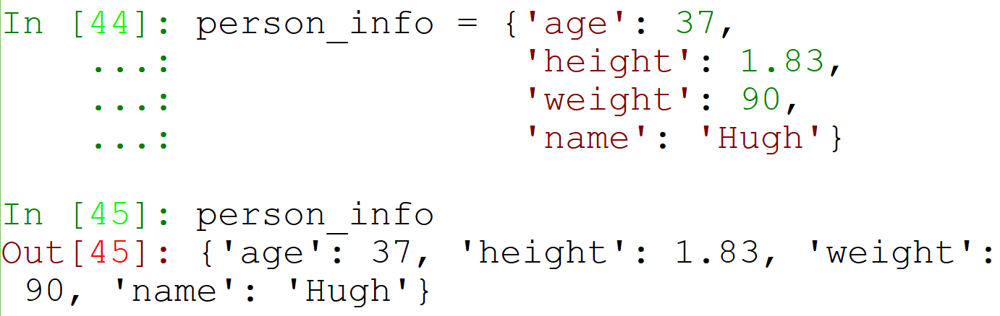 In [44]: person_info = {'age': 37,
...: 'height': 1.83,
...: 'weight': 90,
...: 'name': 'Hugh'}
In [45]: person_info
Out[45]: {'age': 37, 'height': 1.83, 'weight':
90, 'name': 'Hugh'}